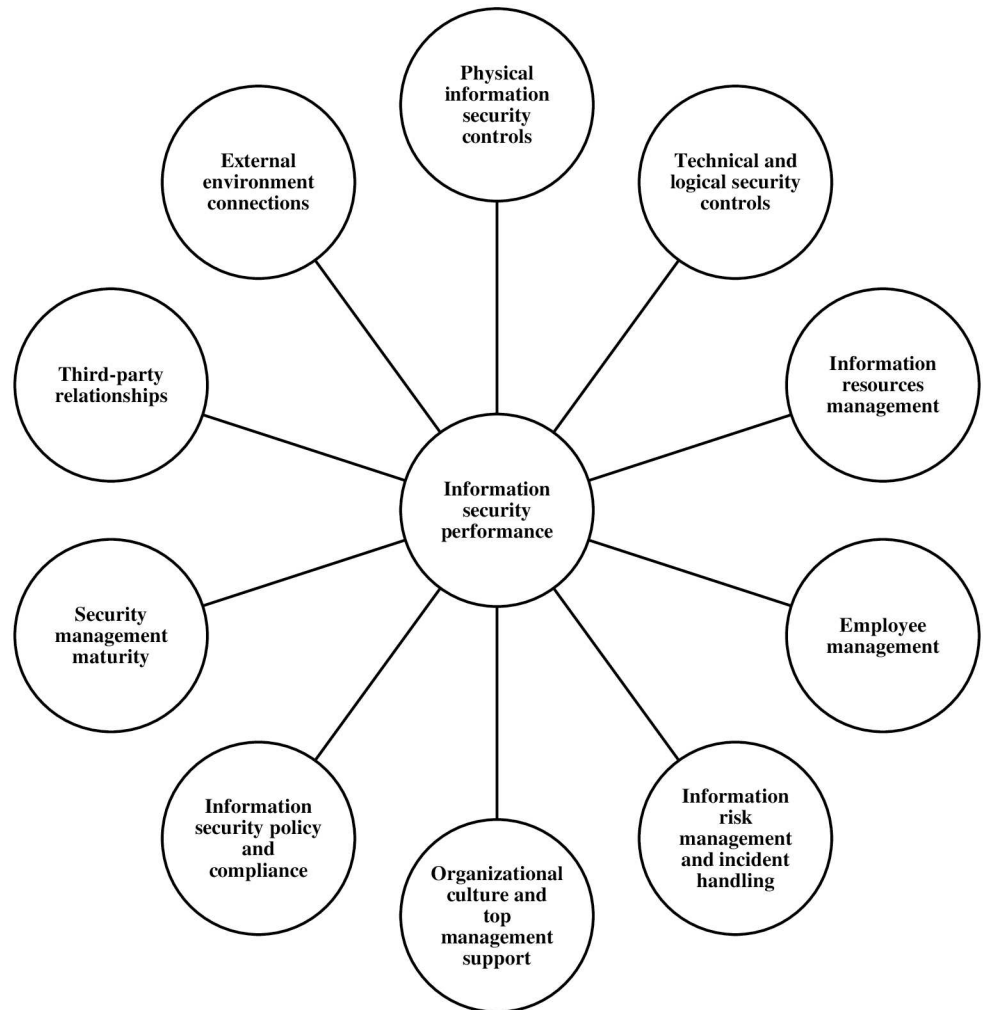 Physical
information
security
controls
Technical and
logical security
controls
Information
resources
management
Employee
management
Information
risk
management
and incident
handling
Organizational
culture and
top
management
support
Information
security policy
and
compliance
Security
management
maturity
Third-party
relationships
External
environment
connections
Information
security
performance